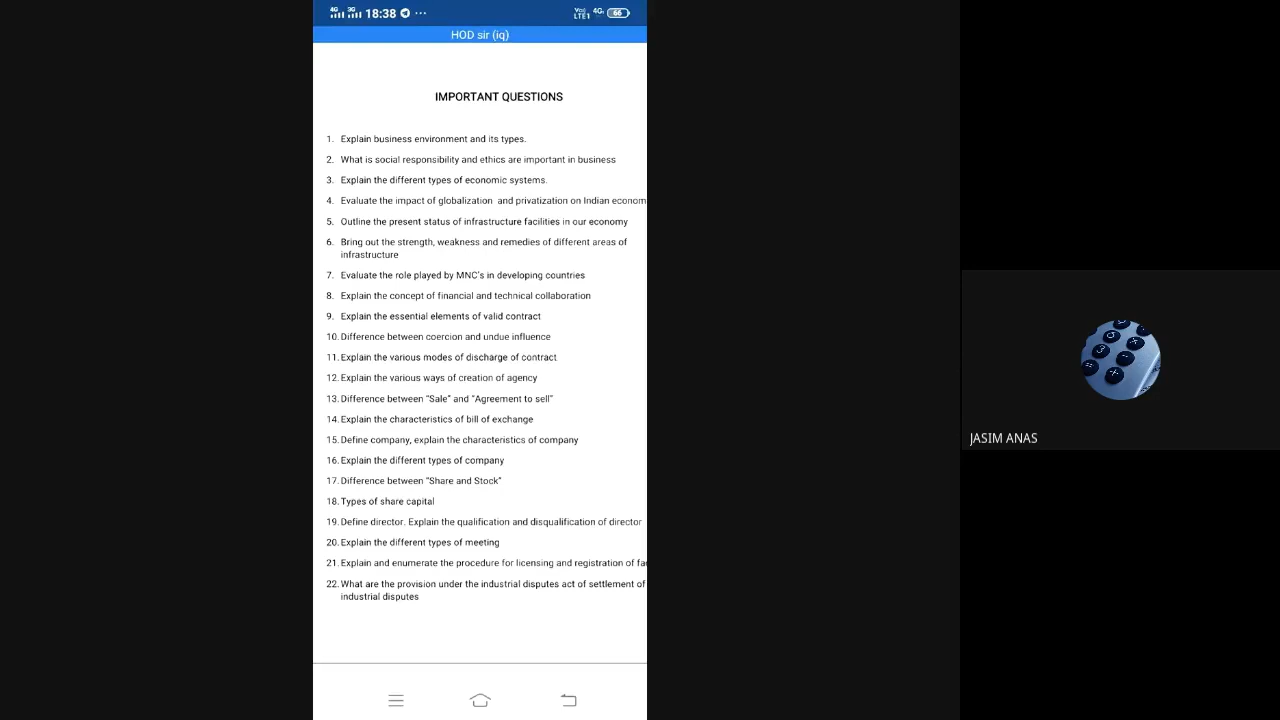 4G 3G 18:38 ···
VoD LTE1 4G 66
HOD sir (iq)
IMPORTANT QUESTIONS
1. Explain business environment and its types.
2. What is social responsibility and ethics are important in business
3. Explain the different types of economic systems.
4. Evaluate the impact of globalization and privatization on Indian econom
5. Outline the present status of infrastructure facilities in our economy
6. Bring out the strength, weakness and remedies of different areas of
infrastructure
7. Evaluate the role played by MNC's in developing countries
8. Explain the concept of financial and technical collaboration
9. Explain the essential elements of valid contract
10. Difference between coercion and undue influence
11. Explain the various modes of discharge of contract
12. Explain the various ways of creation of agency
13. Difference between “Sale” and “Agreement to sell”
14. Explain the characteristics of bill of exchange
15. Define company, explain the characteristics of company
16. Explain the different types of company
17. Difference between “Share and Stock”
18. Types of share capital
19. Define director. Explain the qualification and disqualification of director
20. Explain the different types of meeting
21. Explain and enumerate the procedure for licensing and registration of fa
22. What are the provision under the industrial disputes act of settlement of
industrial disputes
JASIM ANAS